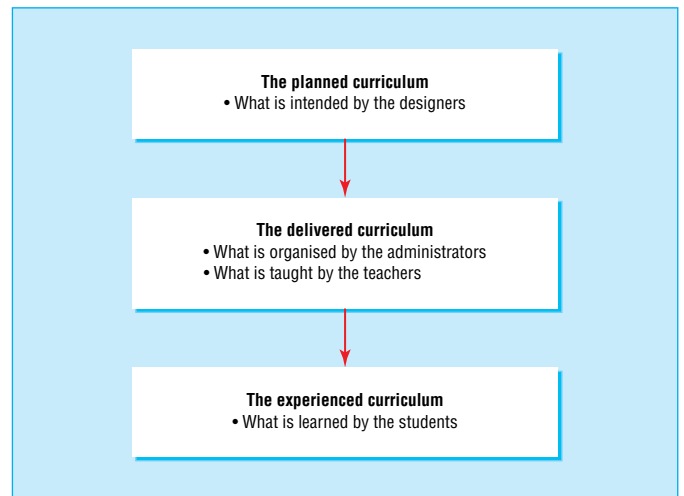 The planned curriculum
• What is intended by the designers
The delivered curriculum
• What is organised by the administrators
• What is taught by the teachers
The experienced curriculum
• What is learned by the students